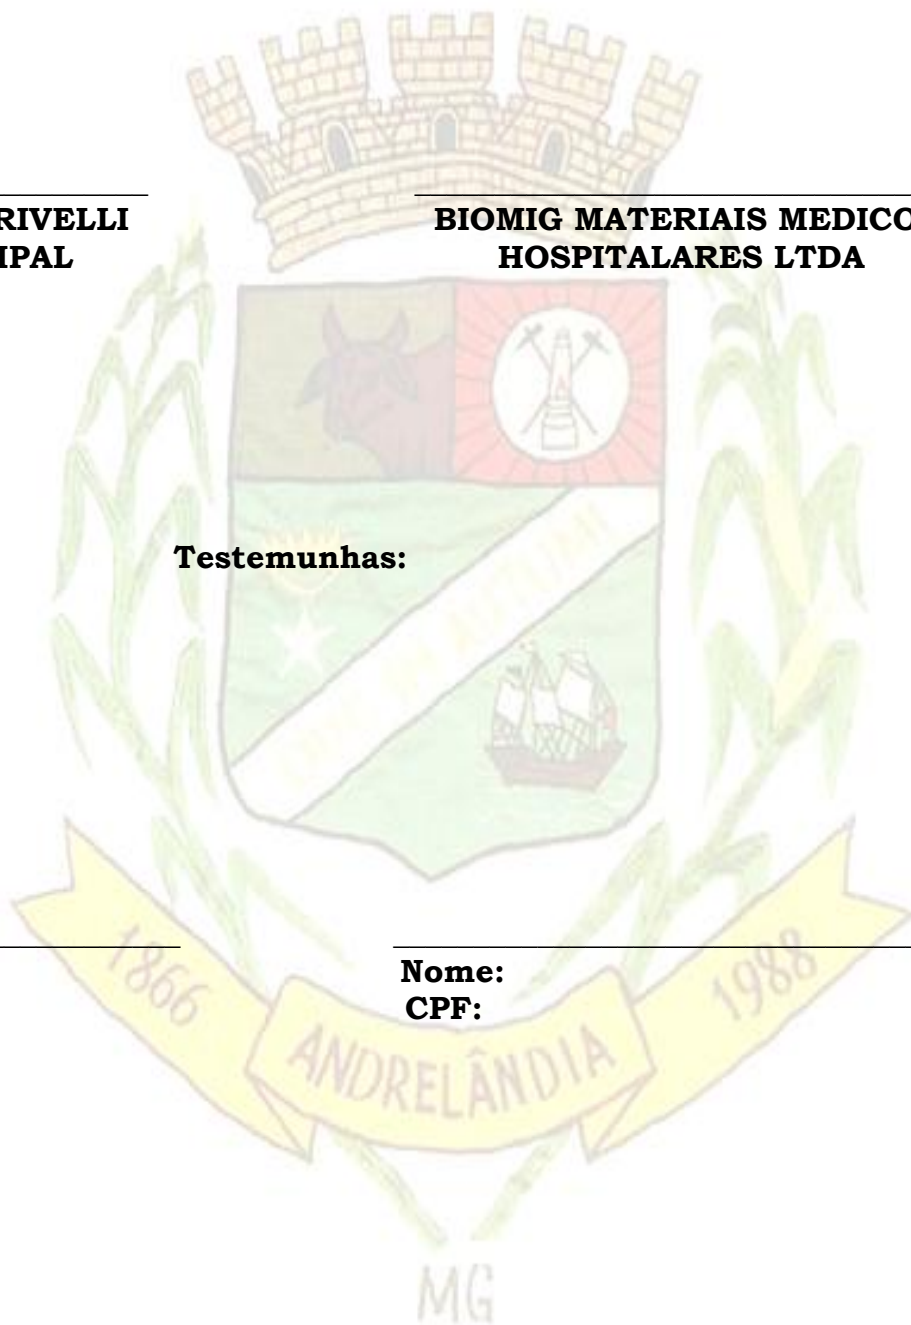 RIVELLI
IPAL
BIOMIG MATERIAIS MEDICO
HOSPITALARES LTDA
Testemunhas:
Nome:
CPF:
1866
ANDRELÂNDIA
1988
MG